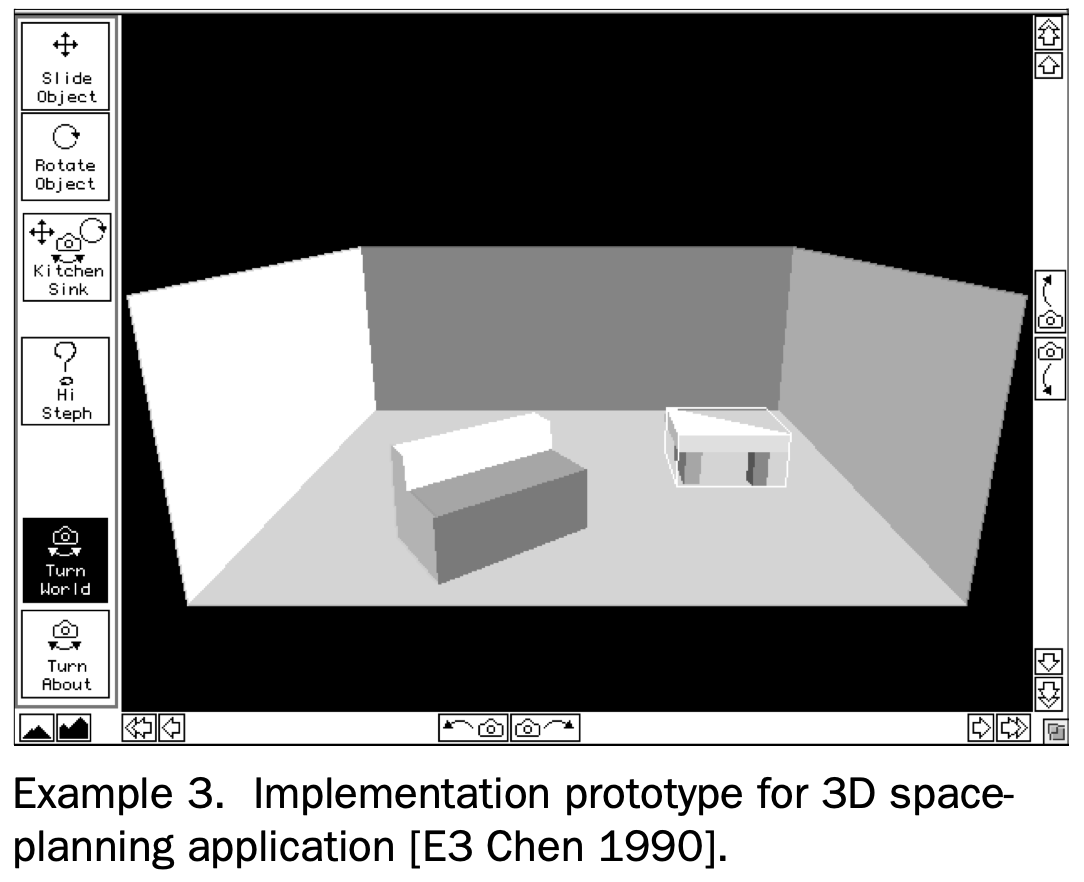 Slide
Object
Rotate
Object
Kitchen
Sink
Hi
Steph
Turn
World
Turn
About
Example 3. Implementation prototype for 3D space-
planning application [E3 Chen 1990].